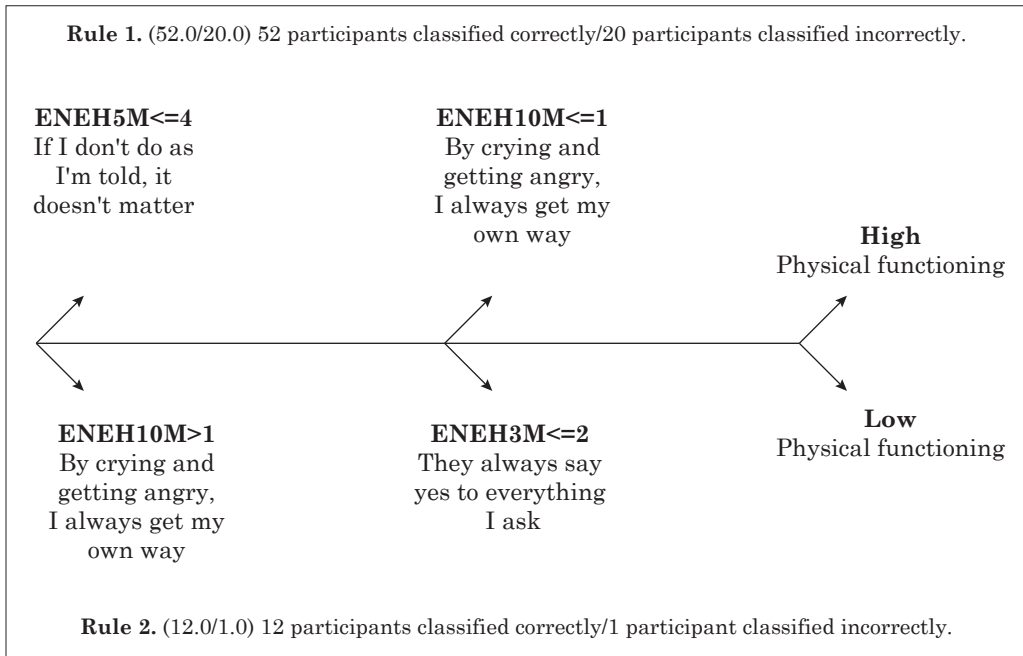 Rule 1. (52.0/20.0) 52 participants classified correctly/20 participants classified incorrectly.
ENEH5M<=4
If I don't do as
I'm told, it
doesn't matter
ENEH10M<=1
By crying and
getting angry,
I always get my
own way
High
Physical functioning
ENEH10M>1
By crying and
getting angry,
I always get my
own way
ENEH3M<=2
They always say
yes to everything
I ask
Low
Physical functioning
Rule 2. (12.0/1.0) 12 participants classified correctly/1 participant classified incorrectly.